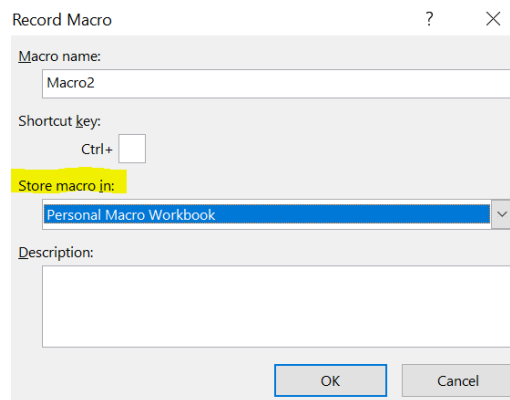 Record Macro ? ×
Macro name:
Macro2
Shortcut key:
Ctrl+
Store macro in:
Personal Macro Workbook
Description:
OK Cancel